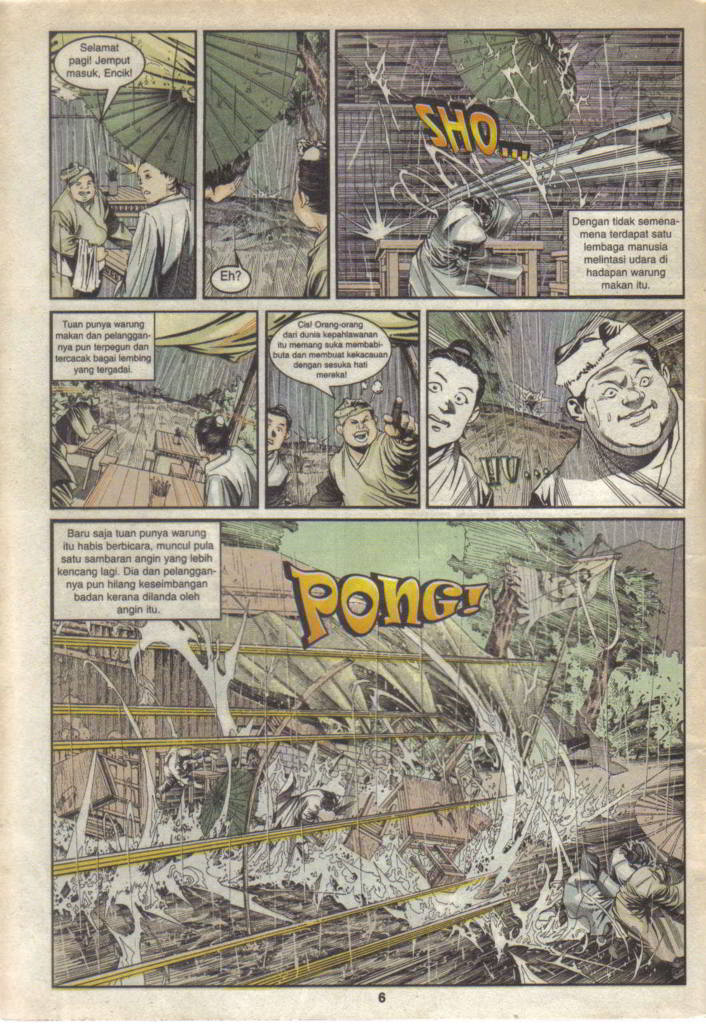 Selamat
pagi! Jemput
masuk, Encik!
Eh?
SHO...
Dengan tidak semena-
mena terdapat satu
lembaga manusia
melintasi udara di
hadapan warung
makan itu.
Tuan punya warung
makan dan pelanggan-
nya pun terpegun dan
tercacak bagai lembing
yang tergadai.
Cis! Orang-orang
dari dunia kepahlawanan
itu memang suka membabi-
buta dan membuat kekacauan
dengan sesuka hati
mereka!
HU...
Baru saja tuan punya warung
itu habis berbicara, muncul pula
satu sambaran angin yang lebih
kencang lagi. Dia dan pelanggan-
nya pun hilang keseimbangan
badan kerana dilanda oleh
angin itu.
PONG!
6